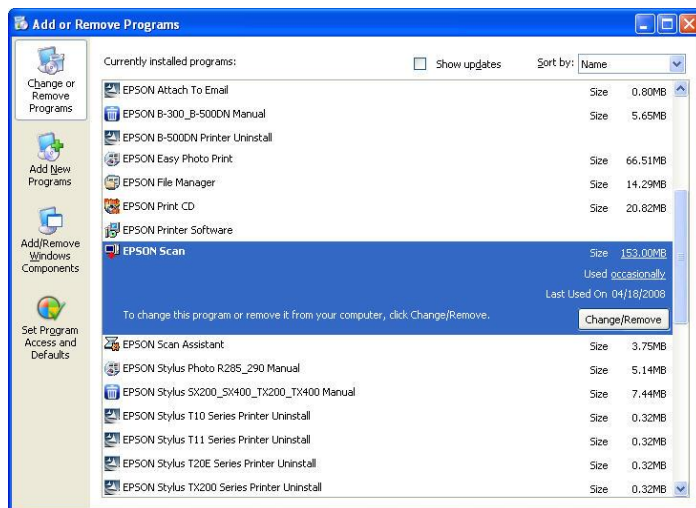 Add or Remove Programs
Change or
Remove
Programs
Add New
Programs
Add/Remove
Windows
Components
Set Program
Access and
Defaults
Currently installed programs:
Show updates
Sort by: Name
EPSON Attach To Email Size 0.80MB
EPSON B-300_B-500DN Manual Size 5.65MB
EPSON B-500DN Printer Uninstall
EPSON Easy Photo Print Size 66.51MB
EPSON File Manager Size 14.29MB
EPSON Print CD Size 20.82MB
EPSON Printer Software
EPSON Scan Size 153.00MB
Used occasionally
Last Used On 04/18/2008
To change this program or remove it from your computer, click Change/Remove. Change/Remove
EPSON Scan Assistant Size 3.75MB
EPSON Stylus Photo R285_290 Manual Size 5.14MB
EPSON Stylus SX200_SX400_TX200_TX400 Manual Size 7.44MB
EPSON Stylus T10 Series Printer Uninstall Size 0.32MB
EPSON Stylus T11 Series Printer Uninstall Size 0.32MB
EPSON Stylus T20E Series Printer Uninstall Size 0.32MB
EPSON Stylus TX200 Series Printer Uninstall Size 0.32MB